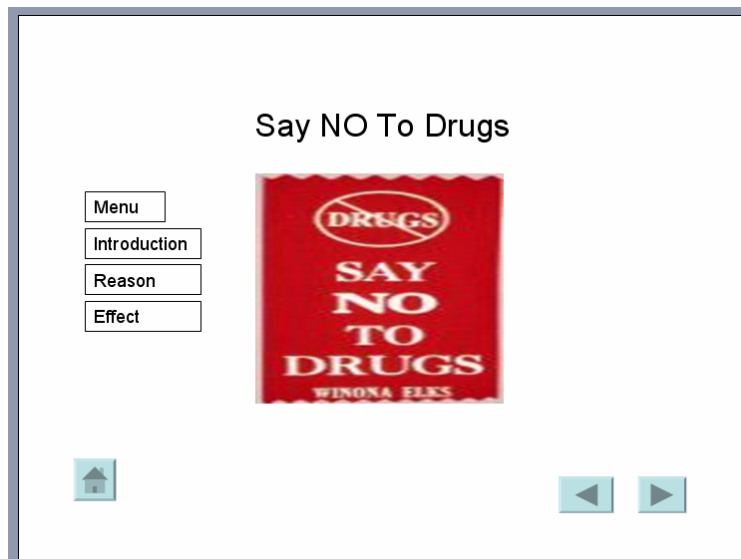 Say NO To Drugs
Menu
Introduction
Reason
Effect
DRUGS
SAY
NO
TO
DRUGS
WINONA ELKS